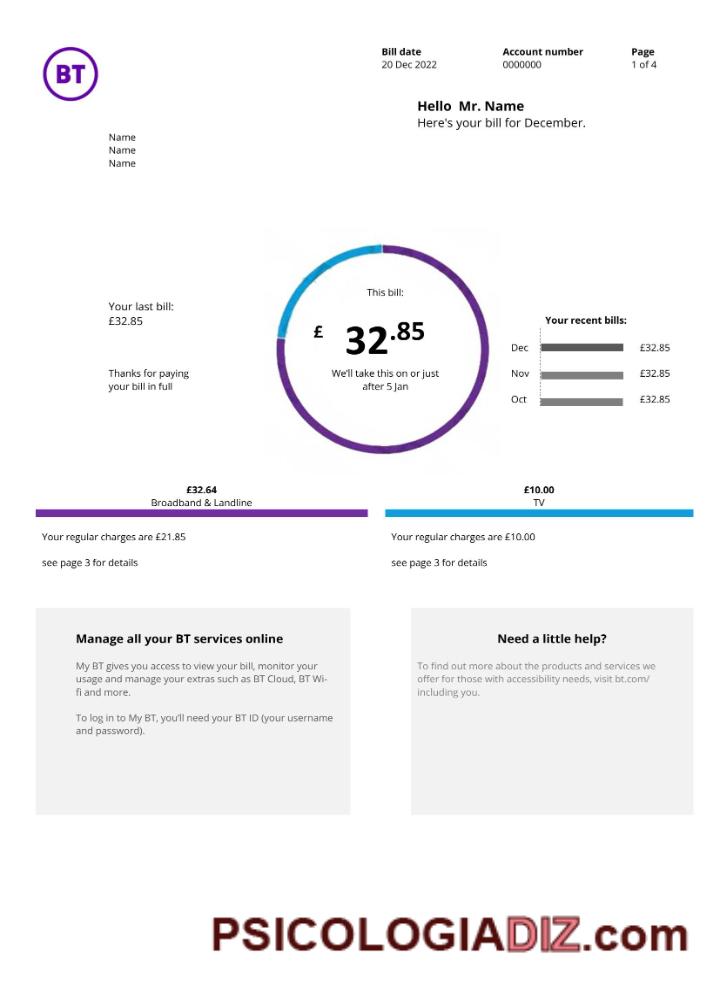 BT
Bill date
20 Dec 2022
Account number
0000000
Page
1 of 4
Hello Mr. Name
Here's your bill for December.
Name
Name
Name
Your last bill:
£32.85
Thanks for paying
your bill in full
This bill:
£ 32.85
We'll take this on or just
after 5 Jan
Your recent bills:
Dec £32.85
Nov £32.85
Oct £32.85
£32.64
Broadband & Landline
Your regular charges are £21.85
see page 3 for details
£10.00
TV
Your regular charges are £10.00
see page 3 for details
Manage all your BT services online
My BT gives you access to view your bill, monitor your
usage and manage your extras such as BT Cloud, BT Wi-
fi and more.
To log in to My BT, you'll need your BT ID (your username
and password).
Need a little help?
To find out more about the products and services we
offer for those with accessibility needs, visit bt.com/
including you.
PSICOLOGIADIZ.com